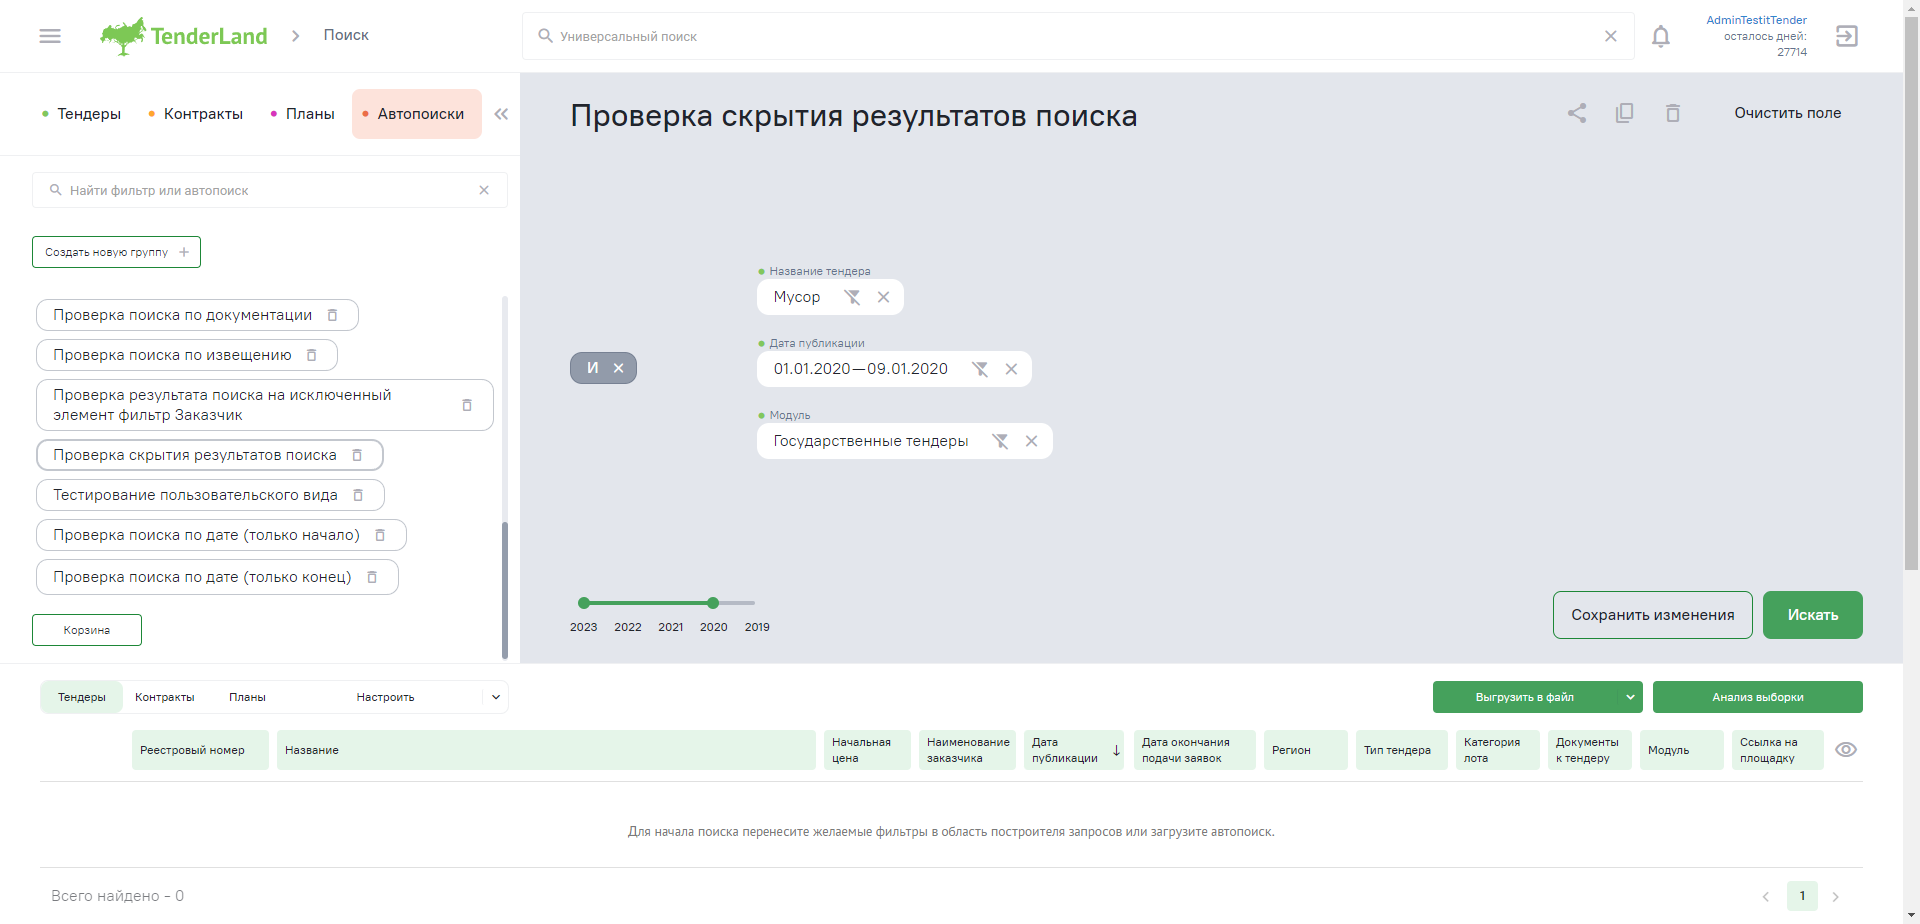 TenderLand
Поиск
Универсальный поиск
AdminTestitTender
осталось дней:
27714
Тендеры
Контракты
Планы
Автопоиски
Найти фильтр или автопоиск
Создать новую группу
Проверка поиска по документации
Проверка поиска по извещению
Проверка результата поиска на исключенный
элемент фильтр Заказчик
Проверка скрытия результатов поиска
Тестирование пользовательского вида
Проверка поиска по дате (только начало)
Проверка поиска по дате (только конец)
Корзина
Проверка скрытия результатов поиска
Очистить поле
Название тендера
Мусор
Дата публикации
01.01.2020—09.01.2020
И
Модуль
Государственные тендеры
2023 2022 2021 2020 2019
Сохранить изменения
Искать
Тендеры
Контракты
Планы
Настроить
Выгрузить в файл
Анализ выборки
Реестровый номер
Название
Начальная
цена
Наименование
заказчика
Дата
публикации
Дата окончания
подачи заявок
Регион
Тип тендера
Категория
лота
Документы
к тендеру
Модуль
Ссылка на
площадку
Для начала поиска перенесите желаемые фильтры в область построителя запросов или загрузите автопоиск.
Всего найдено - 0
1